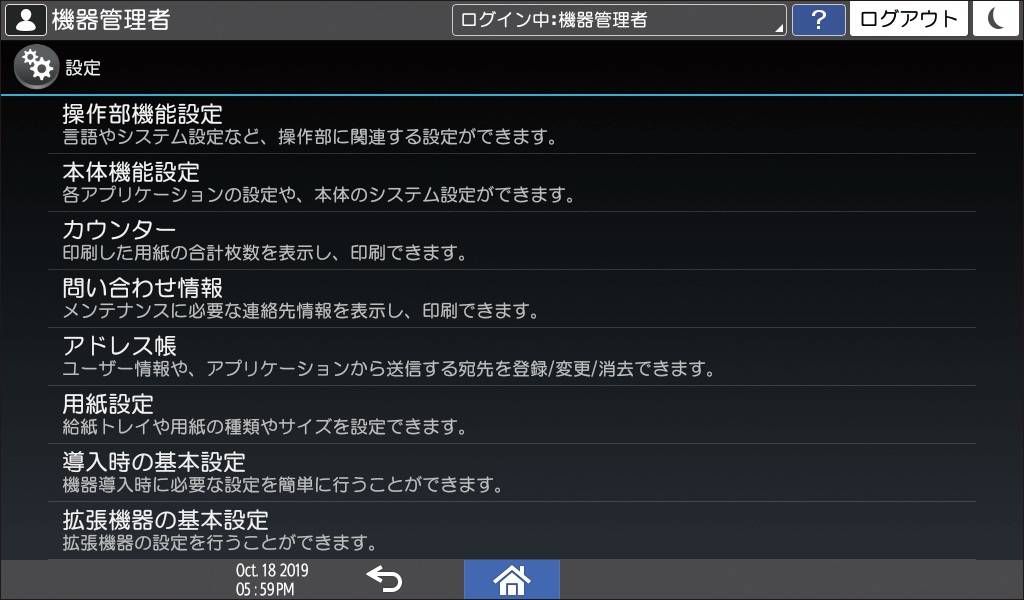 機器管理者
ログイン中:機器管理者
?
ログアウト
設定
操作部機能設定
言語やシステム設定など、操作部に関連する設定ができます。
本体機能設定
各アプリケーションの設定や、本体のシステム設定ができます。
カウンター
印刷した用紙の合計枚数を表示し、印刷できます。
問い合わせ情報
メンテナンスに必要な連絡先情報を表示し、印刷できます。
アドレス帳
ユーザー情報や、アプリケーションから送信する宛先を登録/変更/消去できます。
用紙設定
給紙トレイや用紙の種類やサイズを設定できます。
導入時の基本設定
機器導入時に必要な設定を簡単に行うことができます。
拡張機器の基本設定
拡張機器の設定を行うことができます。
Oct. 18 2019
05 : 59 PM